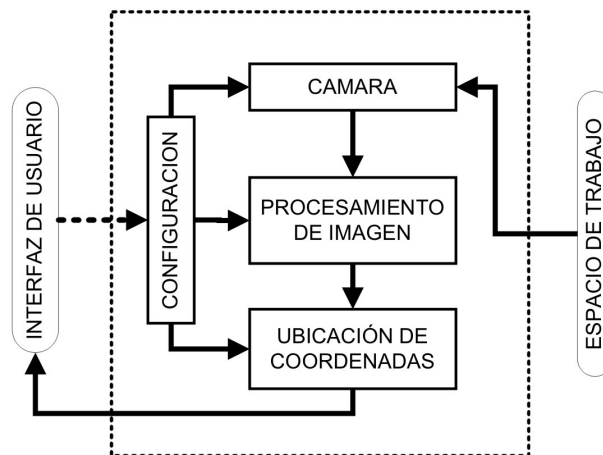 INTERFAZ DE USUARIO
CONFIGURACION
CAMARA
PROCESAMIENTO
DE IMAGEN
UBICACIÓN DE
COORDENADAS
ESPACIO DE TRABAJO